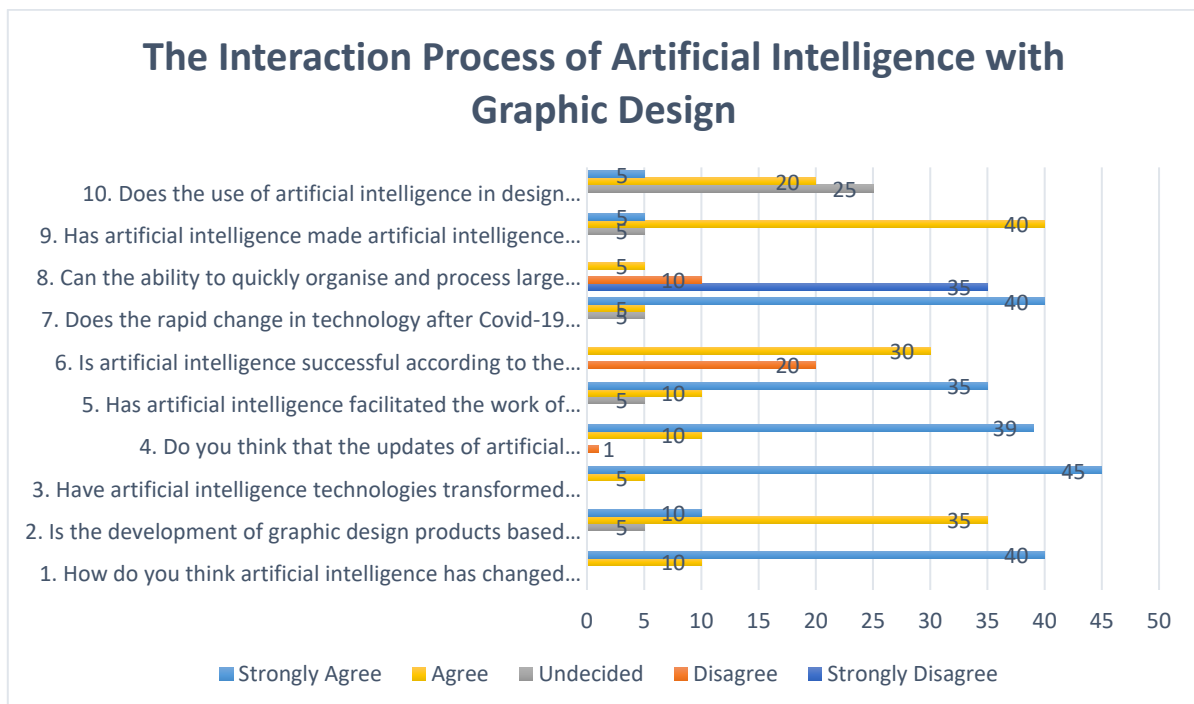 The Interaction Process of Artificial Intelligence with
Graphic Design
5
10. Does the use of artificial intelligence in design...
20
25
5
9. Has artificial intelligence made artificial intelligence...
40
5
5
8. Can the ability to quickly organise and process large...
10
35
40
7. Does the rapid change in technology after Covid-19...
5
5
6. Is artificial intelligence successful according to the...
30
20
35
5. Has artificial intelligence facilitated the work of...
10
5
39
4. Do you think that the updates of artificial...
10
1
45
3. Have artificial intelligence technologies transformed...
5
10
2. Is the development of graphic design products based...
35
5
40
1. How do you think artificial intelligence has changed...
10
0 5 10 15 20 25 30 35 40 45 50
Strongly Agree Agree Undecided Disagree Strongly Disagree